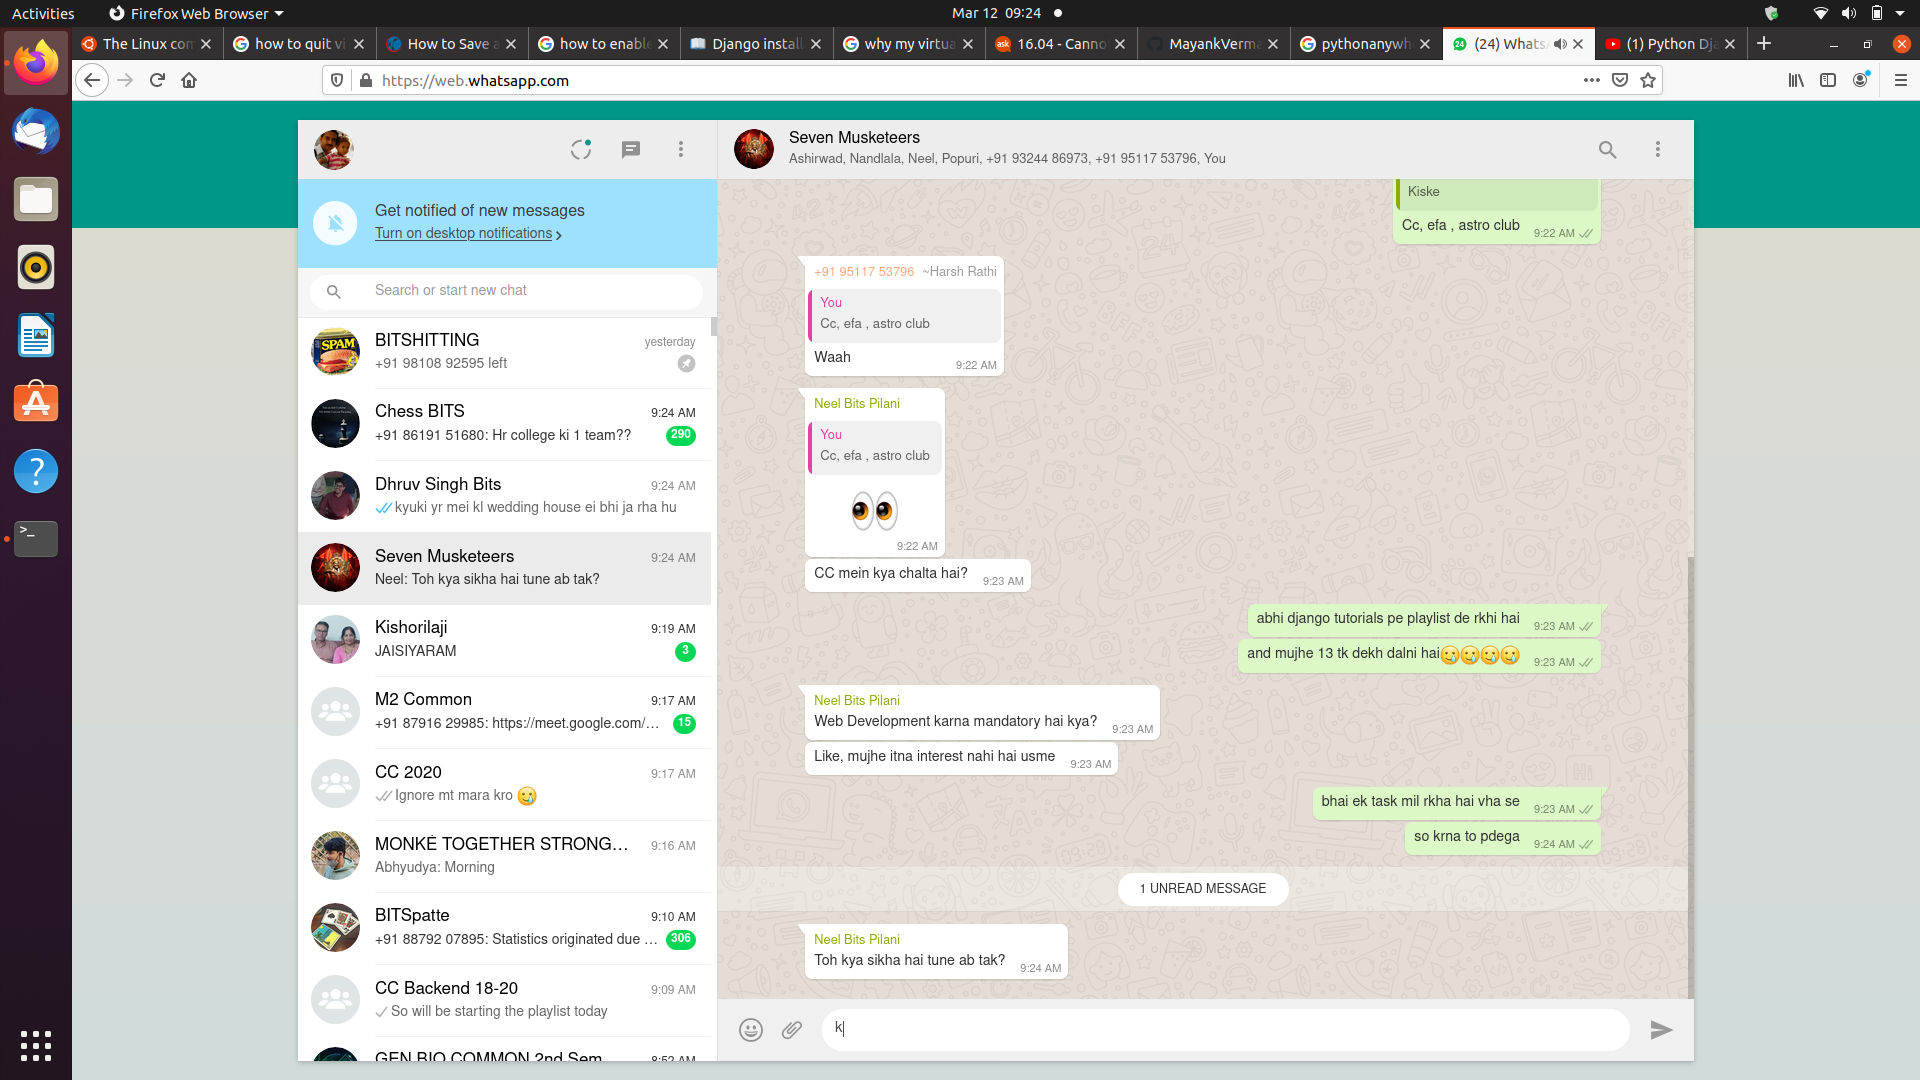 Activities
Firefox Web Browser
Mar 12 09:24
The Linux com
how to quit vi
How to Save a
how to enable
Django install
why my virtua
16.04 - Canno
MayankVerma
pythonanywh
(24) WhatsA
(1) Python Dja
https://web.whatsapp.com
Get notified of new messages
Turn on desktop notifications ›
Search or start new chat
SPAM
BITSHITTING
yesterday
+91 98108 92595 left
Chess BITS
9:24 AM
+91 86191 51680: Hr college ki 1 team??
290
Dhruv Singh Bits
9:24 AM
kyuki yr mei kl wedding house ei bhi ja rha hu
Seven Musketeers
9:24 AM
Neel: Toh kya sikha hai tune ab tak?
Kishorilaji
9:19 AM
JAISIYARAM
3
M2 Common
9:17 AM
+91 87916 29985: https://meet.google.com/…
15
CC 2020
9:17 AM
Ignore mt mara kro 🥲
MONKÉ TOGETHER STRONG…
9:16 AM
Abhyudya: Morning
BITSpatte
9:10 AM
+91 88792 07895: Statistics originated due …
306
CC Backend 18-20
9:09 AM
So will be starting the playlist today
GEN BIO COMMON 2nd Sem
8:52 AM
Seven Musketeers
Ashirwad, Nandlala, Neel, Popuri, +91 93244 86973, +91 95117 53796, You
Kiske
Cc, efa , astro club
9:22 AM
+91 95117 53796 ~Harsh Rathi
You
Cc, efa , astro club
Waah
9:22 AM
Neel Bits Pilani
You
Cc, efa , astro club
👀
9:22 AM
CC mein kya chalta hai?
9:23 AM
abhi django tutorials pe playlist de rkhi hai
9:23 AM
and mujhe 13 tk dekh dalni hai🥲🥲🥲🥲
9:23 AM
Neel Bits Pilani
Web Development karna mandatory hai kya?
9:23 AM
Like, mujhe itna interest nahi hai usme
9:23 AM
bhai ek task mil rkha hai vha se
9:23 AM
so krna to pdega
9:24 AM
1 UNREAD MESSAGE
Neel Bits Pilani
Toh kya sikha hai tune ab tak?
9:24 AM
k